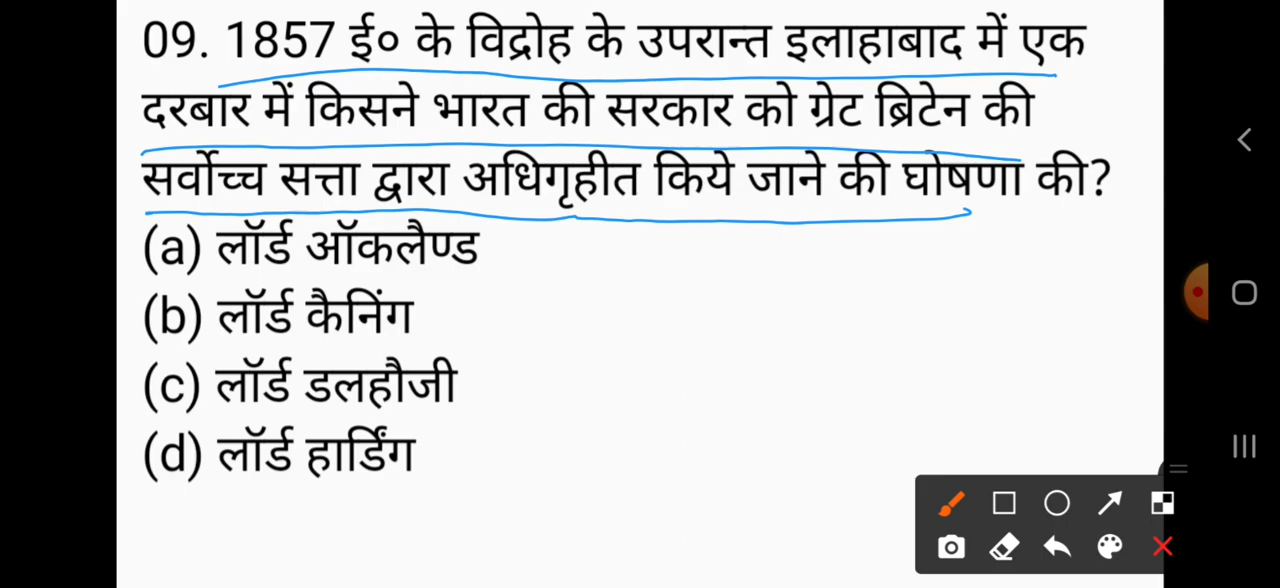 09. 1857 ई० के विद्रोह के उपरान्त इलाहाबाद में एक
दरबार में किसने भारत की सरकार को ग्रेट ब्रिटेन की
सर्वोच्च सत्ता द्वारा अधिगृहीत किये जाने की घोषणा की?
(a) लॉर्ड ऑकलैण्ड
(b) लॉर्ड कैनिंग
(c) लॉर्ड डलहौजी
(d) लॉर्ड हार्डिंग